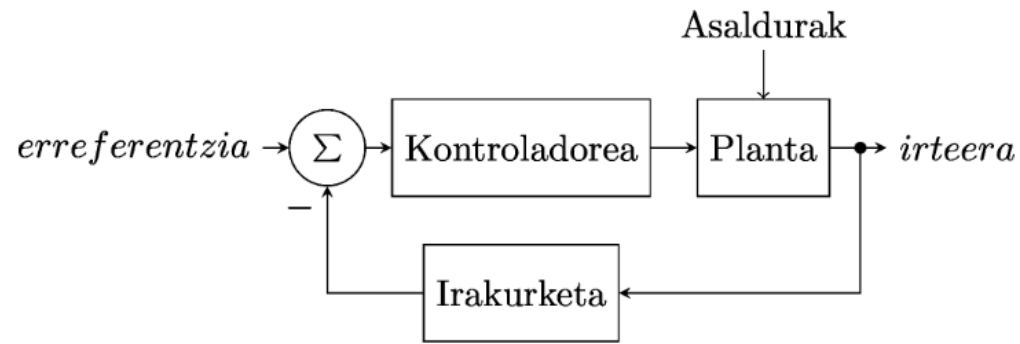 Asaldurak
erreferentzia
Σ
Kontroladorea
Planta
irteera
−
Irakurketa